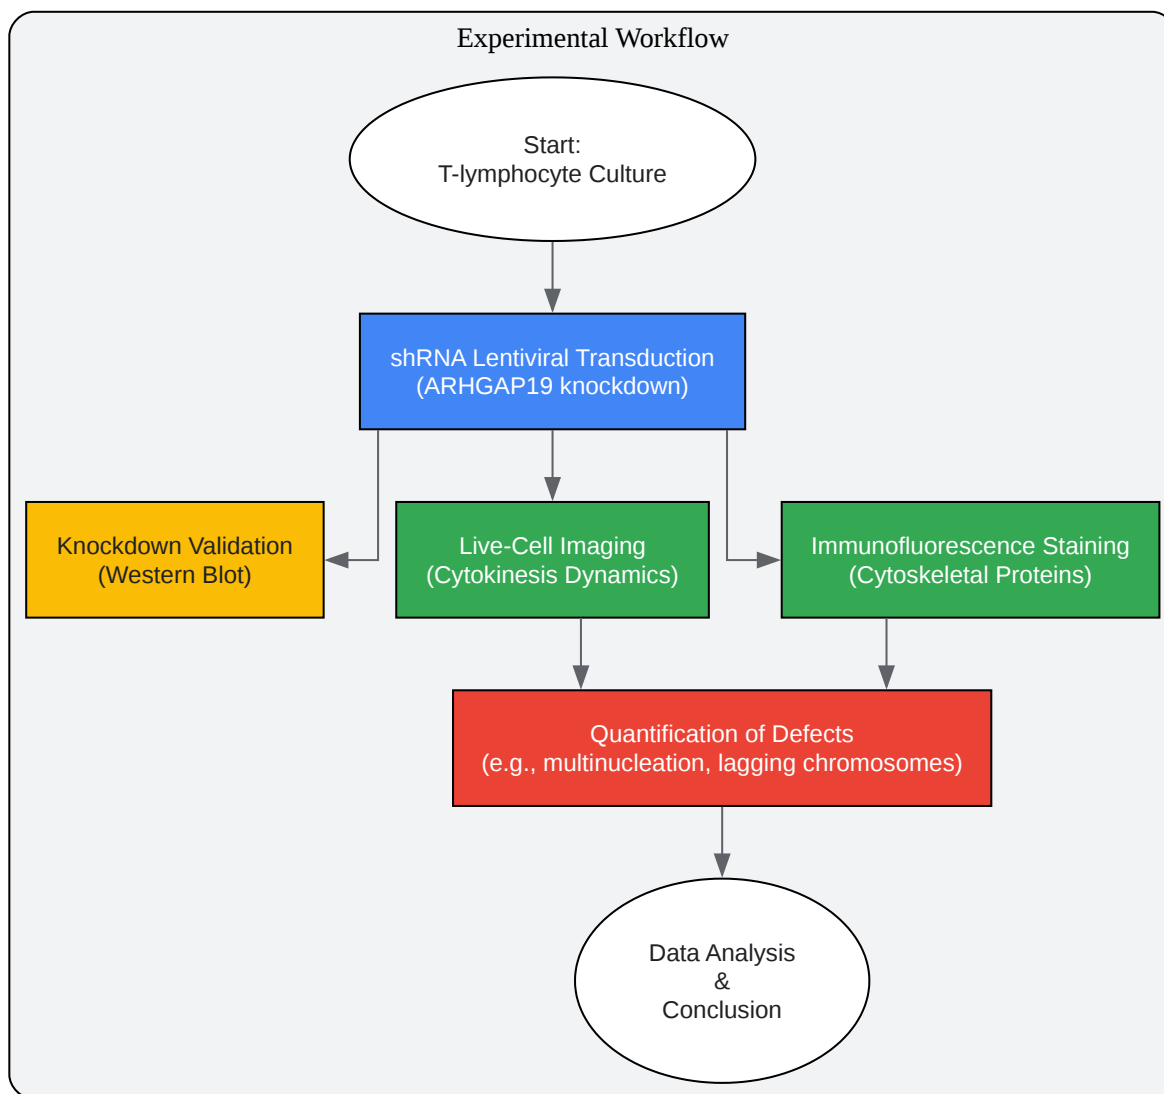 Experimental Workflow
Start:
T-lymphocyte Culture
shRNA Lentiviral Transduction
(ARHGAP19 knockdown)
Knockdown Validation
(Western Blot)
Live-Cell Imaging
(Cytokinesis Dynamics)
Immunofluorescence Staining
(Cytoskeletal Proteins)
Quantification of Defects
(e.g., multinucleation, lagging chromosomes)
Data Analysis
&
Conclusion